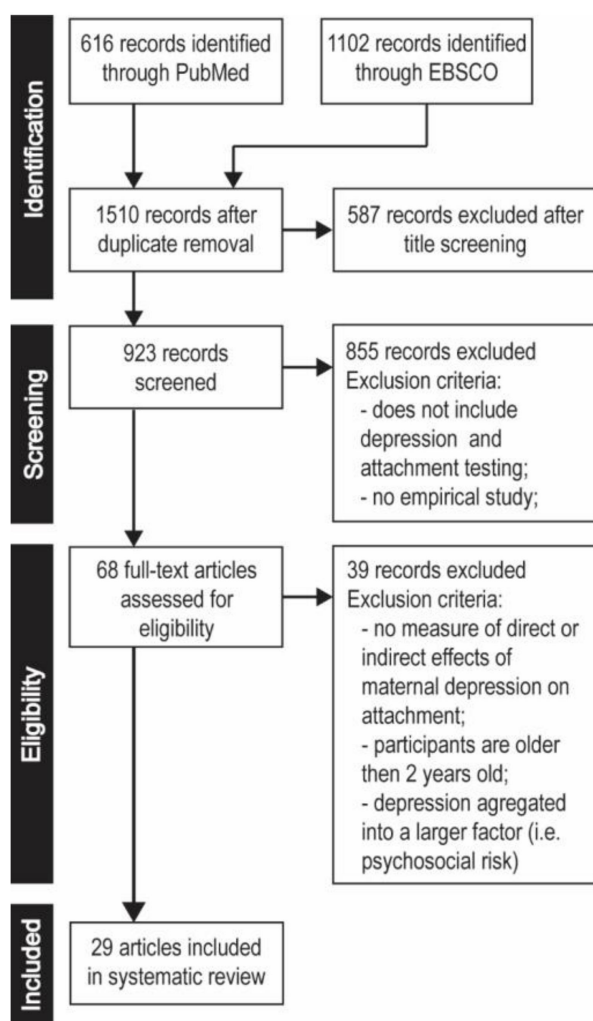 Identification
616 records identified
through PubMed
1102 records identified
through EBSCO
1510 records after
duplicate removal
587 records excluded after
title screening
Screening
923 records
screened
855 records excluded
Exclusion criteria:
- does not include
depression and
attachment testing;
- no empirical study;
Eligibility
68 full-text articles
assessed for
eligibility
39 records excluded
Exclusion criteria:
- no measure of direct or
indirect effects of
maternal depression on
attachment;
- participants are older
then 2 years old;
- depression agregated
into a larger factor (i.e.
psychosocial risk)
Included
29 articles included
in systematic review